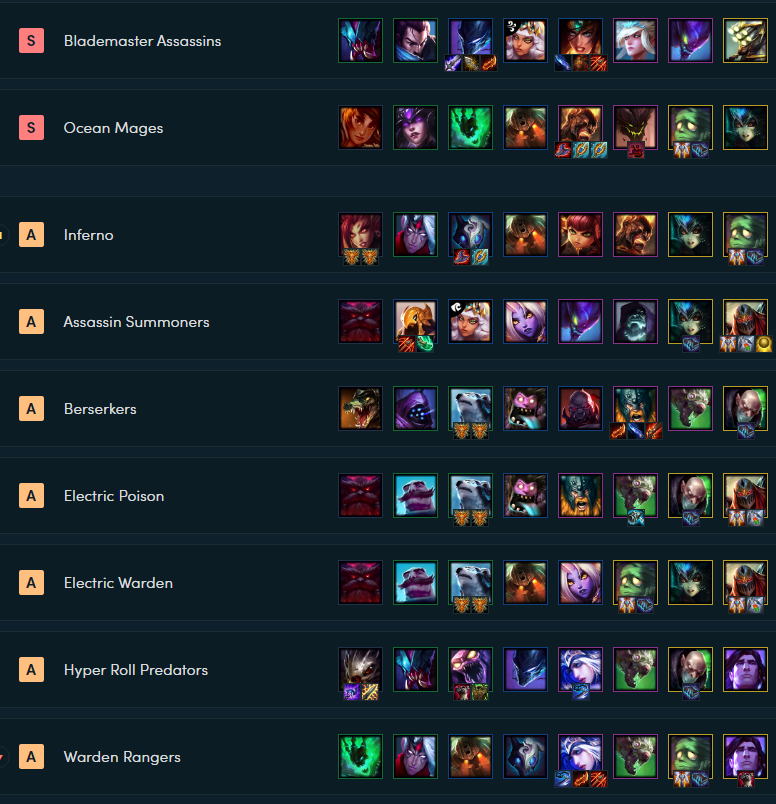 S Blademaster Assassins
S Ocean Mages
A Inferno
A Assassin Summoners
A Berserkers
A Electric Poison
A Electric Warden
A Hyper Roll Predators
A Warden Rangers